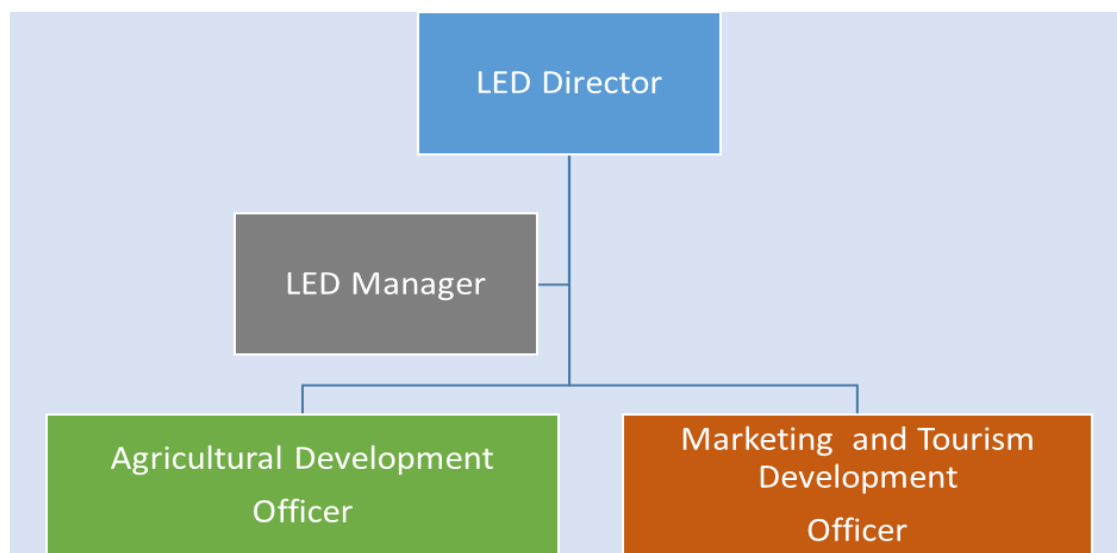 LED Director
LED Manager
Agricultural Development
Officer
Marketing and Tourism
Development
Officer